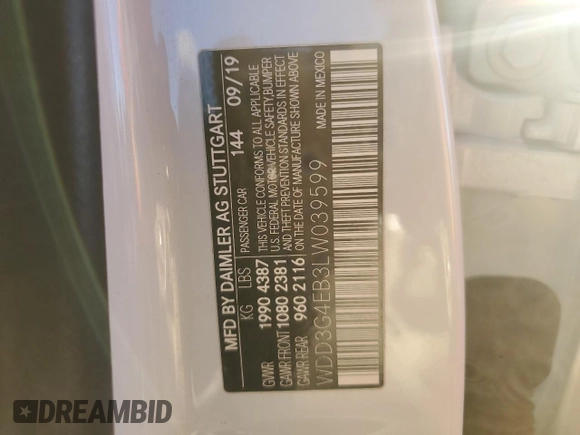 MFD BY DAIMLER AG STUTTGART
PASSENGER CAR 144 09/19
KG LBS THIS VEHICLE CONFORMS TO ALL APPLICABLE
GVWR 1990 4387 U.S. FEDERAL MOTOR VEHICLE SAFETY, BUMPER
GAWR FRONT 1080 2381 AND THEFT PREVENTION STANDARDS IN EFFECT
GAWR REAR 960 2116 ON THE DATE OF MANUFACTURE SHOWN ABOVE
WDD3G4EB3LW039599 MADE IN MEXICO
DREAMBID